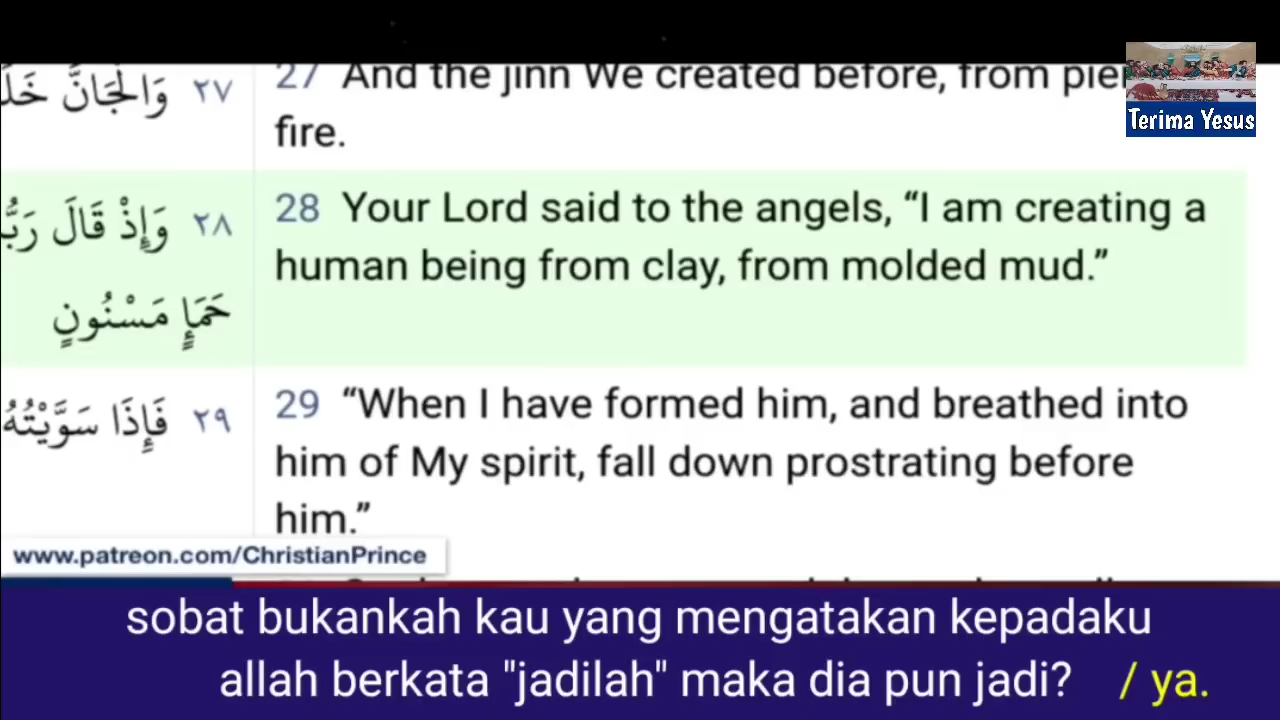 وَالْجَانَّ ٢٧
27 And the jinn We created before, from
fire.
Terima Yesus
وَإِذْ قَالَ ٢٨
حَمَإٍ مَسْنُونٍ
28 Your Lord said to the angels, “I am creating a
human being from clay, from molded mud.”
فَإِذَا سَوَّيْتُهُ ٢٩
29 “When I have formed him, and breathed into
him of My spirit, fall down prostrating before
him.”
www.patreon.com/ChristianPrince
sobat bukankah kau yang mengatakan kepadaku
allah berkata "jadilah" maka dia pun jadi? / ya.